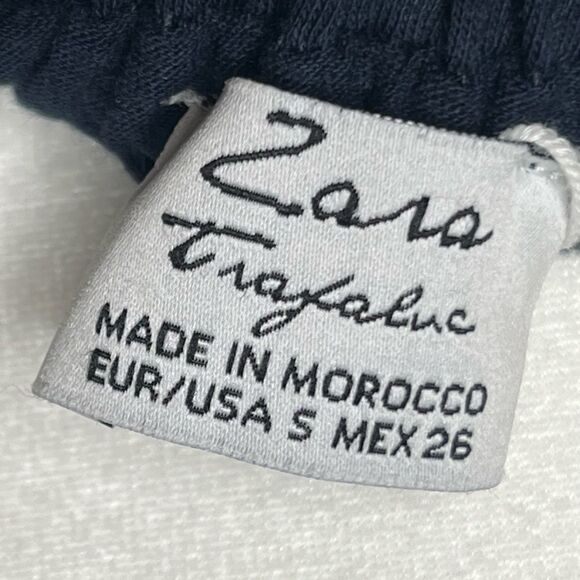 Zara
Trafaluc
MADE IN MOROCCO
EUR/USA S MEX 26